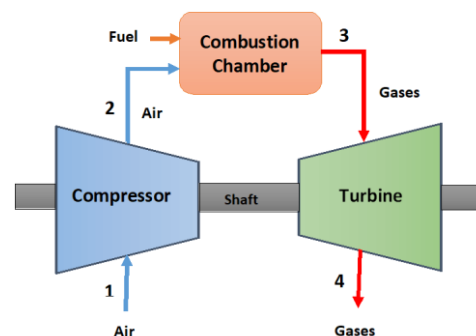 Fuel
Combustion
Chamber
3
2
Air
Gases
Compressor
Shaft
Turbine
1
4
Air
Gases